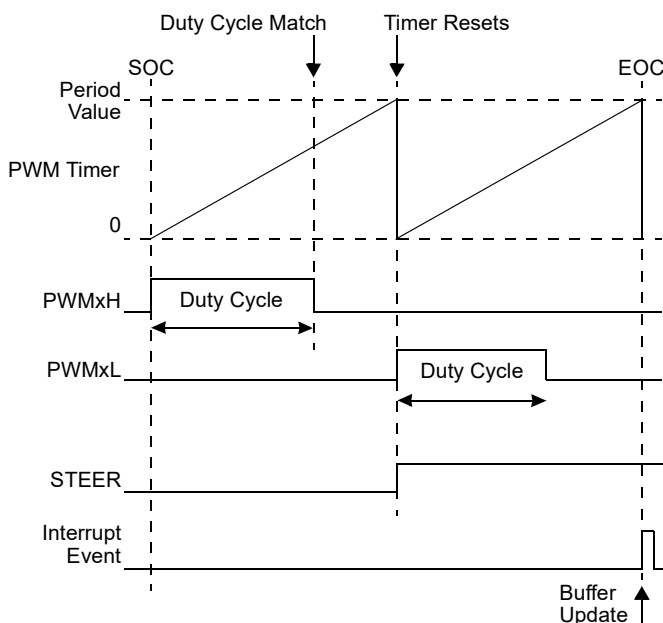 Duty Cycle Match
Timer Resets
SOC
EOC
Period
Value
PWM Timer
0
PWMxH
Duty Cycle
PWMxL
Duty Cycle
STEER
Interrupt
Event
Buffer
Update